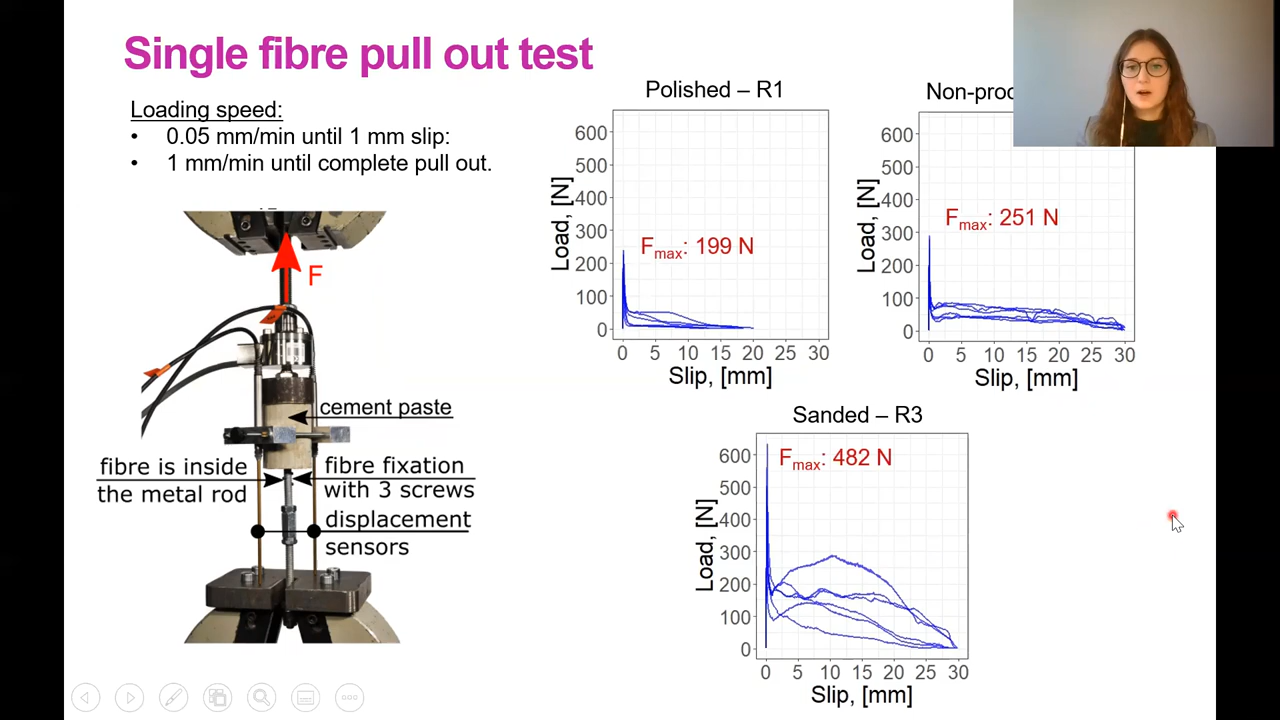 Single fibre pull out test
Loading speed:
• 0.05 mm/min until 1 mm slip:
• 1 mm/min until complete pull out.
F
cement paste
fibre is inside
the metal rod
fibre fixation
with 3 screws
displacement
sensors
Polished – R1
600
500
400
300
200
100
0
Load, [N]
Fmax: 199 N
0 5 10 15 20 25 30
Slip, [mm]
Non-proc
600
500
400
300
200
100
0
Load, [N]
Fmax: 251 N
0 5 10 15 20 25 30
Slip, [mm]
Sanded – R3
600
500
400
300
200
100
0
Load, [N]
Fmax: 482 N
0 5 10 15 20 25 30
Slip, [mm]